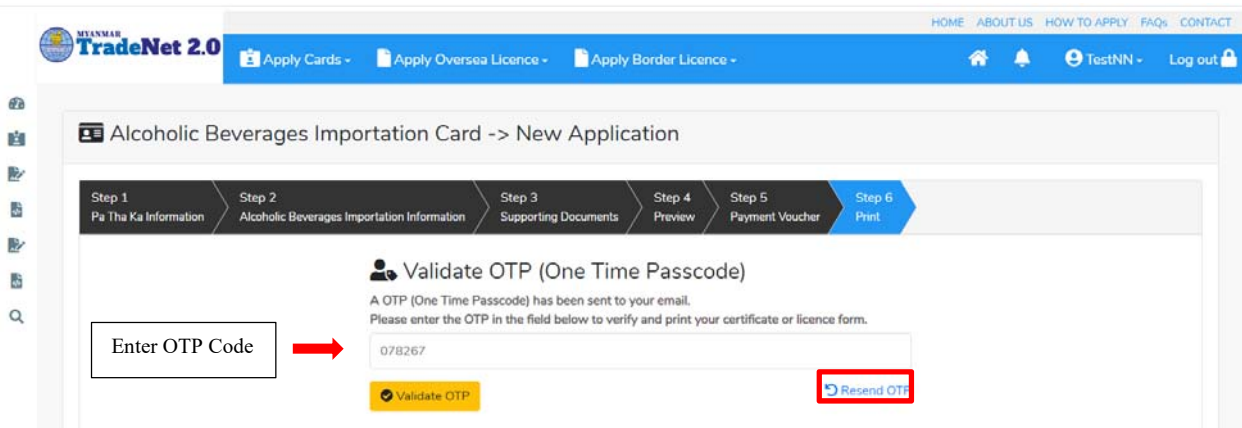 HOME ABOUT US HOW TO APPLY FAQs CONTACT
MYANMAR
TradeNet 2.0
Apply Cards Apply Oversea Licence Apply Border Licence TestNN Log out
Alcoholic Beverages Importation Card -> New Application
Step 1 Step 2 Step 3 Step 4 Step 5 Step 6
Pa Tha Ka Information Alcoholic Beverages Importation Information Supporting Documents Preview Payment Voucher Print
Validate OTP (One Time Passcode)
A OTP (One Time Passcode) has been sent to your email.
Please enter the OTP in the field below to verify and print your certificate or licence form.
Enter OTP Code
078267
Validate OTP Resend OTP